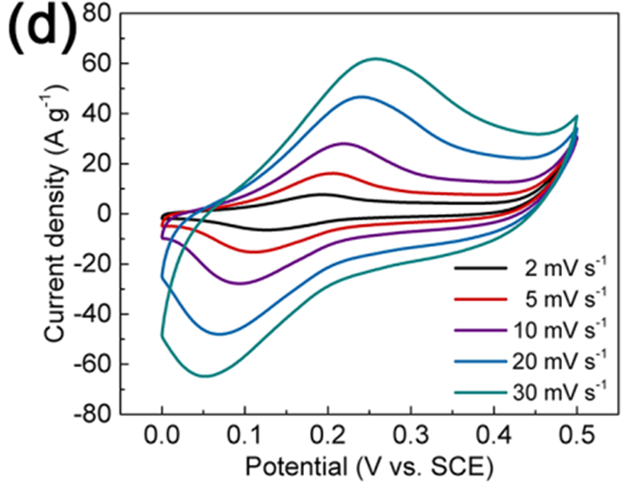 (d)
80
60
40
20
0
-20
-40
-60
-80
Current density (A g⁻¹)
2 mV s⁻¹
5 mV s⁻¹
10 mV s⁻¹
20 mV s⁻¹
30 mV s⁻¹
0.0 0.1 0.2 0.3 0.4 0.5
Potential (V vs. SCE)